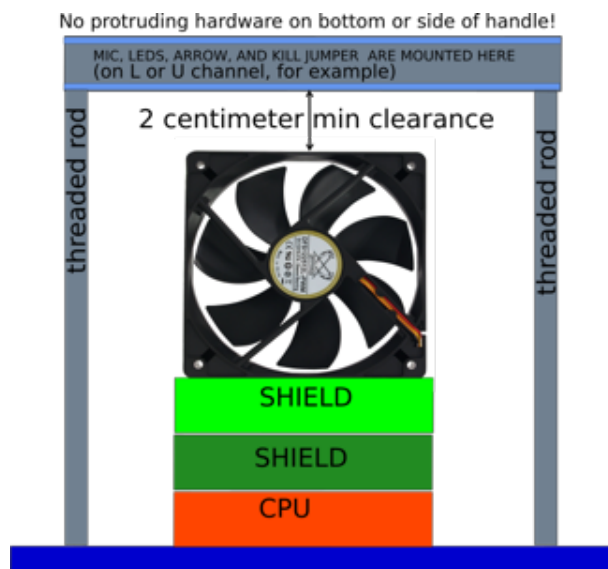 No protruding hardware on bottom or side of handle!
MIC, LEDS, ARROW, AND KILL JUMPER ARE MOUNTED HERE
(on L or U channel, for example)
2 centimeter min clearance
threaded rod
threaded rod
SHIELD
SHIELD
CPU